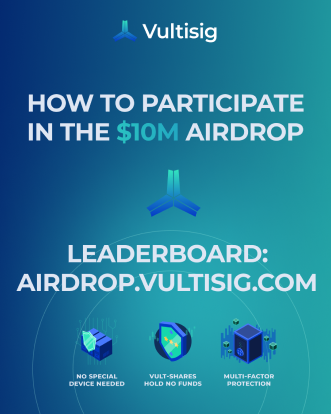 Vultisig
HOW TO PARTICIPATE
IN THE $10M AIRDROP
LEADERBOARD:
AIRDROP.VULTISIG.COM
NO SPECIAL
DEVICE NEEDED
VULT-SHARES
HOLD NO FUNDS
MULTI-FACTOR
PROTECTION